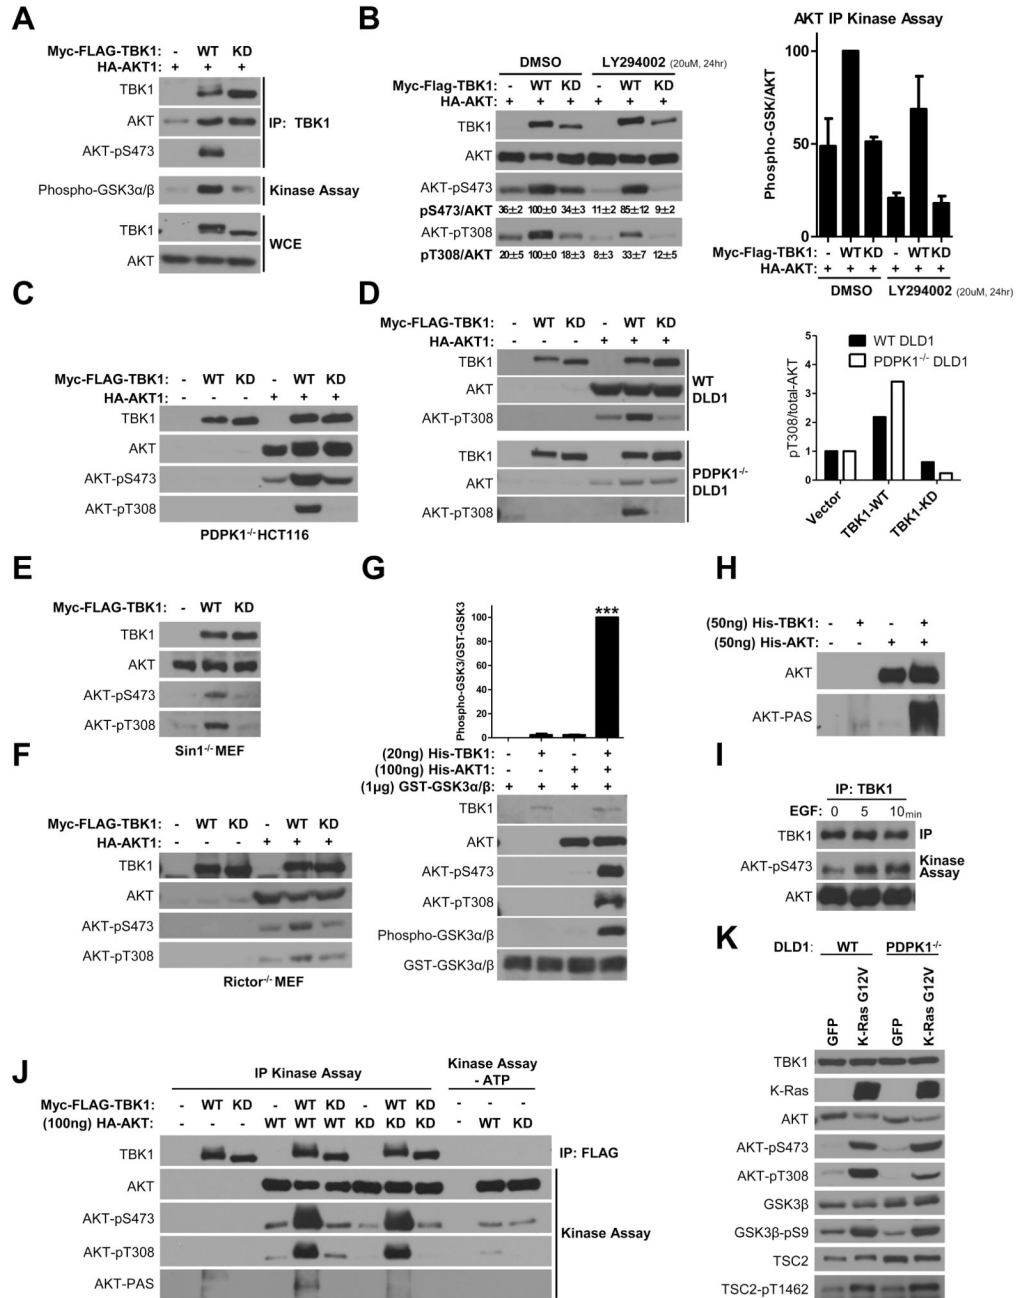 A
Myc-FLAG-TBK1: - WT KD
HA-AKT1: + + +
TBK1
AKT
AKT-pS473
IP: TBK1
Phospho-GSK3α/β
Kinase Assay
TBK1
AKT
WCE
B
DMSO LY294002 (20uM, 24hr)
Myc-Flag-TBK1: - WT KD - WT KD
HA-AKT: + + + + + +
TBK1
AKT
AKT-pS473
pS473/AKT 36±2 100±0 34±3 11±2 85±12 9±2
AKT-pT308
pT308/AKT 20±5 100±0 18±3 8±3 33±7 12±5
AKT IP Kinase Assay
Phospho-GSK/AKT
100
50
0
Myc-Flag-TBK1: - WT KD - WT KD
HA-AKT: + + + + + +
DMSO LY294002 (20uM, 24hr)
C
Myc-FLAG-TBK1: - WT KD - WT KD
HA-AKT1: - - - + + +
TBK1
AKT
AKT-pS473
AKT-pT308
PDPK1-/- HCT116
D
Myc-FLAG-TBK1: - WT KD - WT KD
HA-AKT1: - - - + + +
TBK1
AKT
AKT-pT308
WT
DLD1
TBK1
AKT
AKT-pT308
PDPK1-/-
DLD1
WT DLD1
PDPK1-/- DLD1
pT308/total-AKT
5
4
3
2
1
0
Vector TBK1-WT TBK1-KD
E
Myc-FLAG-TBK1: - WT KD
TBK1
AKT
AKT-pS473
AKT-pT308
Sin1-/- MEF
F
Myc-FLAG-TBK1: - WT KD - WT KD
HA-AKT1: - - - + + +
TBK1
AKT
AKT-pS473
AKT-pT308
Rictor-/- MEF
G
Phospho-GSK3/GST-GSK3
100
80
60
40
20
0
***
(20ng) His-TBK1: - + - +
(100ng) His-AKT1: - - + +
(1µg) GST-GSK3α/β: + + + +
TBK1
AKT
AKT-pS473
AKT-pT308
Phospho-GSK3α/β
GST-GSK3α/β
H
(50ng) His-TBK1: - + - +
(50ng) His-AKT: - - + +
AKT
AKT-PAS
I
IP: TBK1
EGF: 0 5 10min
TBK1 IP
AKT-pS473 Kinase
Assay
AKT
J
IP Kinase Assay
Kinase Assay
- ATP
Myc-FLAG-TBK1: - WT KD - WT KD - WT KD - - -
(100ng) HA-AKT: - - - WT WT WT KD KD KD - WT KD
TBK1 IP: FLAG
AKT
AKT-pS473
AKT-pT308
AKT-PAS
Kinase Assay
K
DLD1: WT PDPK1-/-
GFP K-Ras G12V GFP K-Ras G12V
TBK1
K-Ras
AKT
AKT-pS473
AKT-pT308
GSK3β
GSK3β-pS9
TSC2
TSC2-pT1462